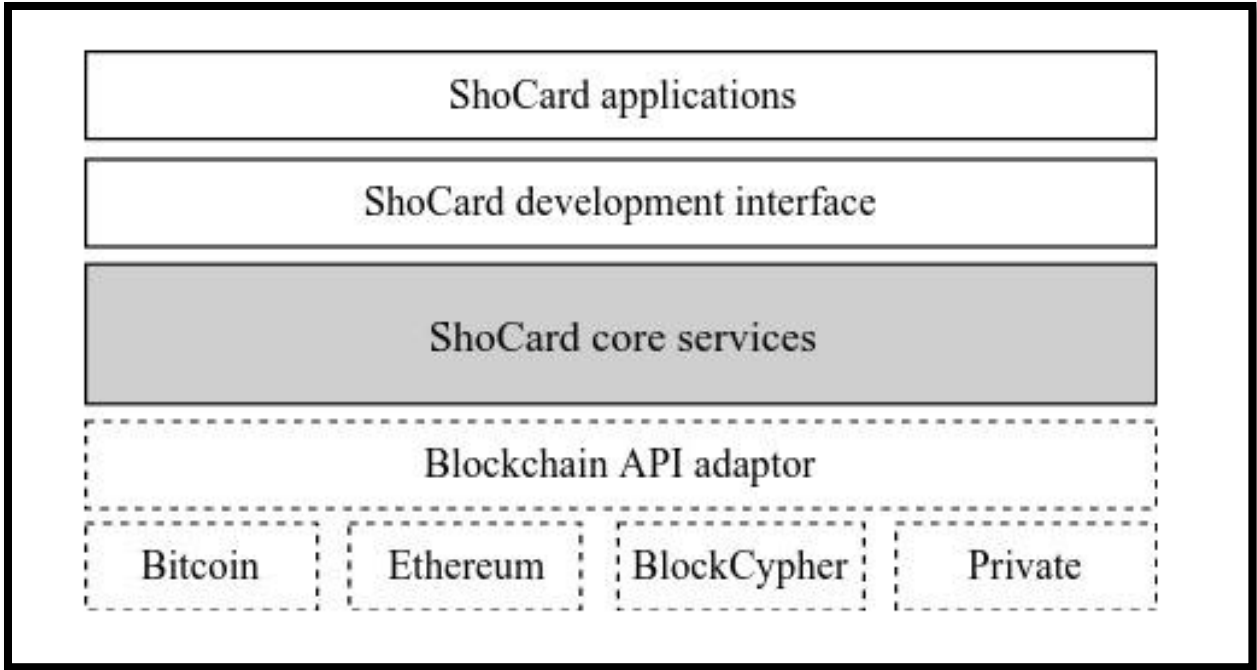 ShoCard applications
ShoCard development interface
ShoCard core services
Blockchain API adaptor
Bitcoin Ethereum BlockCypher Private